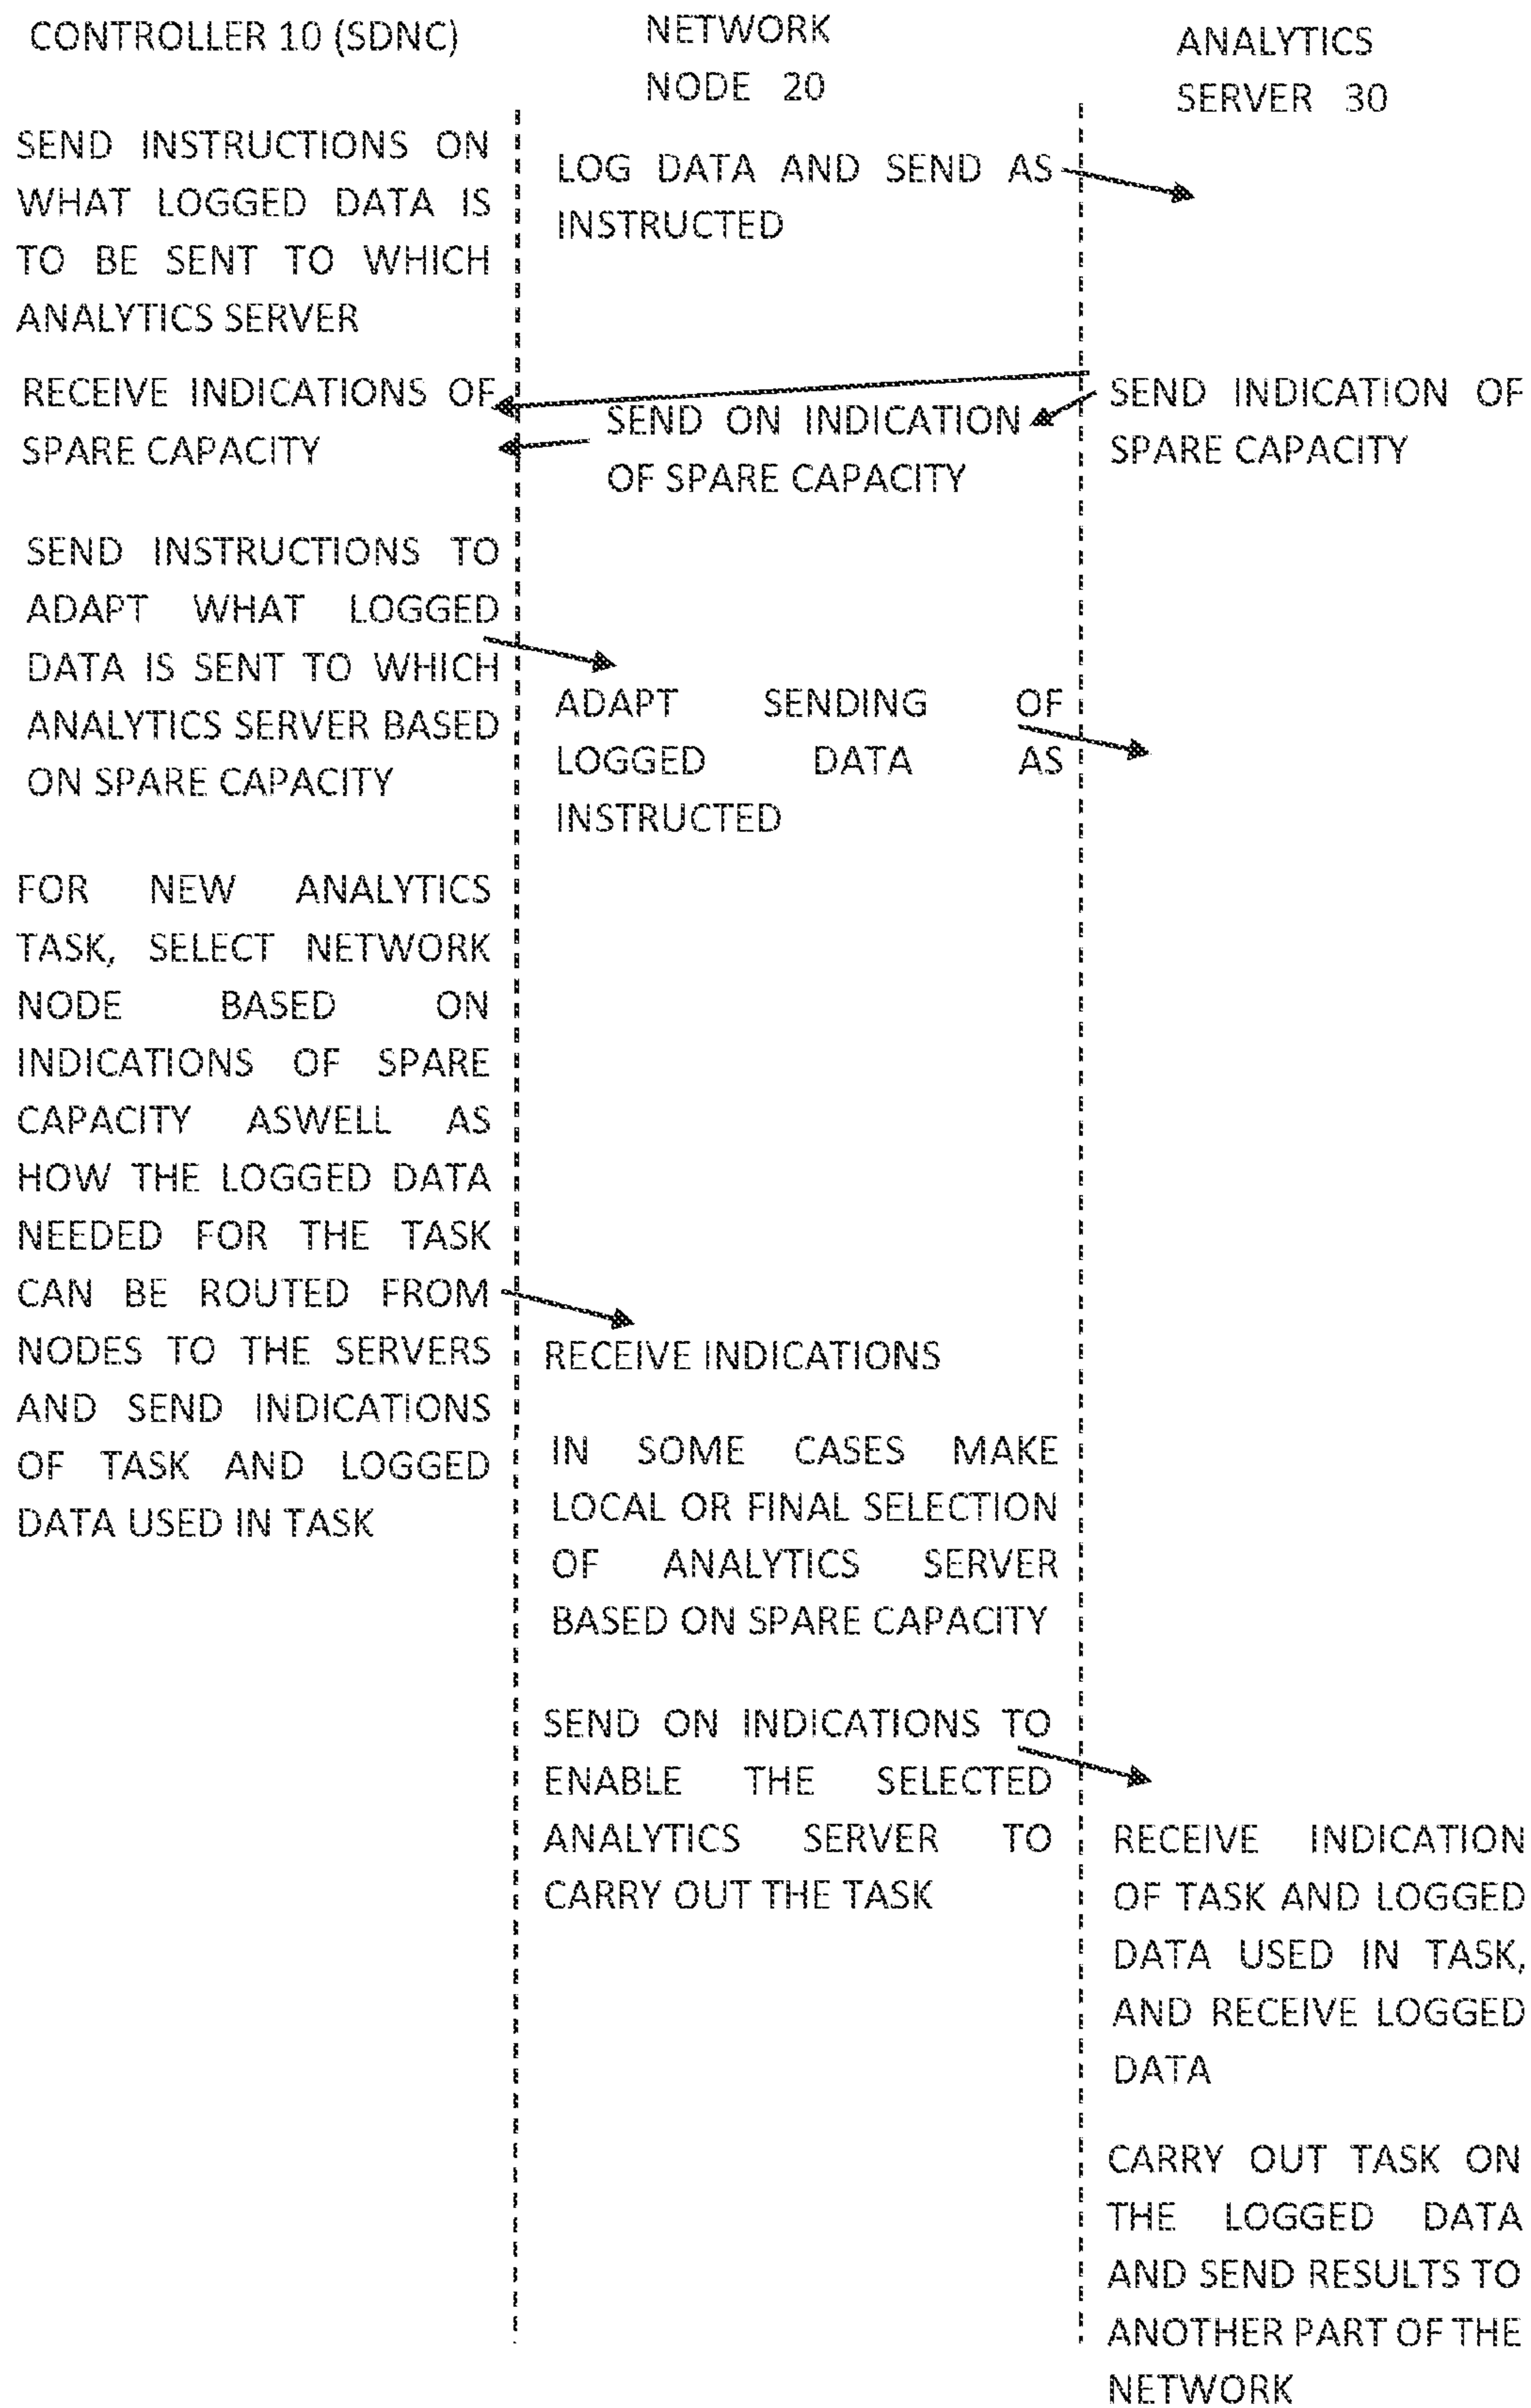 CONTROLLER 10 (SDNC)
NETWORK
NODE 20
ANALYTICS
SERVER 30
SEND INSTRUCTIONS ON
WHAT LOGGED DATA IS
TO BE SENT TO WHICH
ANALYTICS SERVER
LOG DATA AND SEND AS
INSTRUCTED
RECEIVE INDICATIONS OF
SPARE CAPACITY
SEND ON INDICATION
OF SPARE CAPACITY
SEND INDICATION OF
SPARE CAPACITY
SEND INSTRUCTIONS TO
ADAPT WHAT LOGGED
DATA IS SENT TO WHICH
ANALYTICS SERVER BASED
ON SPARE CAPACITY
ADAPT SENDING OF
LOGGED DATA AS
INSTRUCTED
FOR NEW ANALYTICS
TASK, SELECT NETWORK
NODE BASED ON
INDICATIONS OF SPARE
CAPACITY ASWELL AS
HOW THE LOGGED DATA
NEEDED FOR THE TASK
CAN BE ROUTED FROM
NODES TO THE SERVERS
AND SEND INDICATIONS
OF TASK AND LOGGED
DATA USED IN TASK
RECEIVE INDICATIONS
IN SOME CASES MAKE
LOCAL OR FINAL SELECTION
OF ANALYTICS SERVER
BASED ON SPARE CAPACITY
SEND ON INDICATIONS TO
ENABLE THE SELECTED
ANALYTICS SERVER TO
CARRY OUT THE TASK
RECEIVE INDICATION
OF TASK AND LOGGED
DATA USED IN TASK,
AND RECEIVE LOGGED
DATA
CARRY OUT TASK ON
THE LOGGED DATA
AND SEND RESULTS TO
ANOTHER PART OF THE
NETWORK